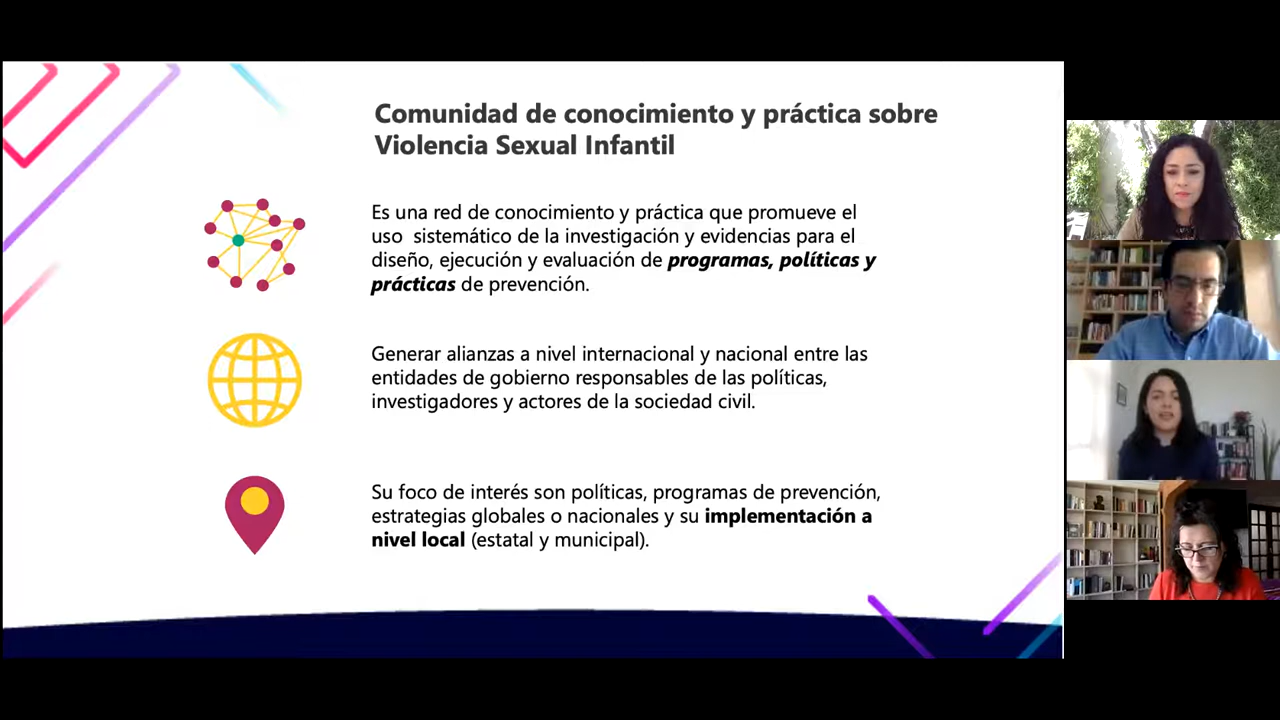 Comunidad de conocimiento y práctica sobre
Violencia Sexual Infantil
Es una red de conocimiento y práctica que promueve el
uso sistemático de la investigación y evidencias para el
diseño, ejecución y evaluación de programas, políticas y
prácticas de prevención.
Generar alianzas a nivel internacional y nacional entre las
entidades de gobierno responsables de las políticas,
investigadores y actores de la sociedad civil.
Su foco de interés son políticas, programas de prevención,
estrategias globales o nacionales y su implementación a
nivel local (estatal y municipal).